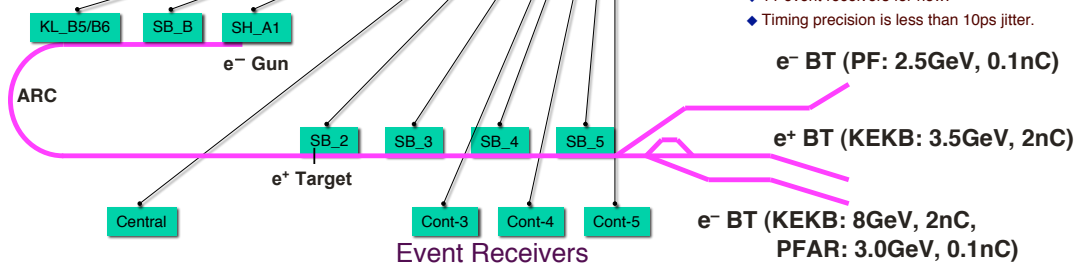 ◆ Timing precision is less than 10ps jitter.
KL_B5/B6
SB_B
SH_A1
e⁻ Gun
ARC
e⁻ BT (PF: 2.5GeV, 0.1nC)
SB_2
SB_3
SB_4
SB_5
e⁺ BT (KEKB: 3.5GeV, 2nC)
e⁺ Target
Central
Cont-3
Cont-4
Cont-5
e⁻ BT (KEKB: 8GeV, 2nC,
PFAR: 3.0GeV, 0.1nC)
Event Receivers